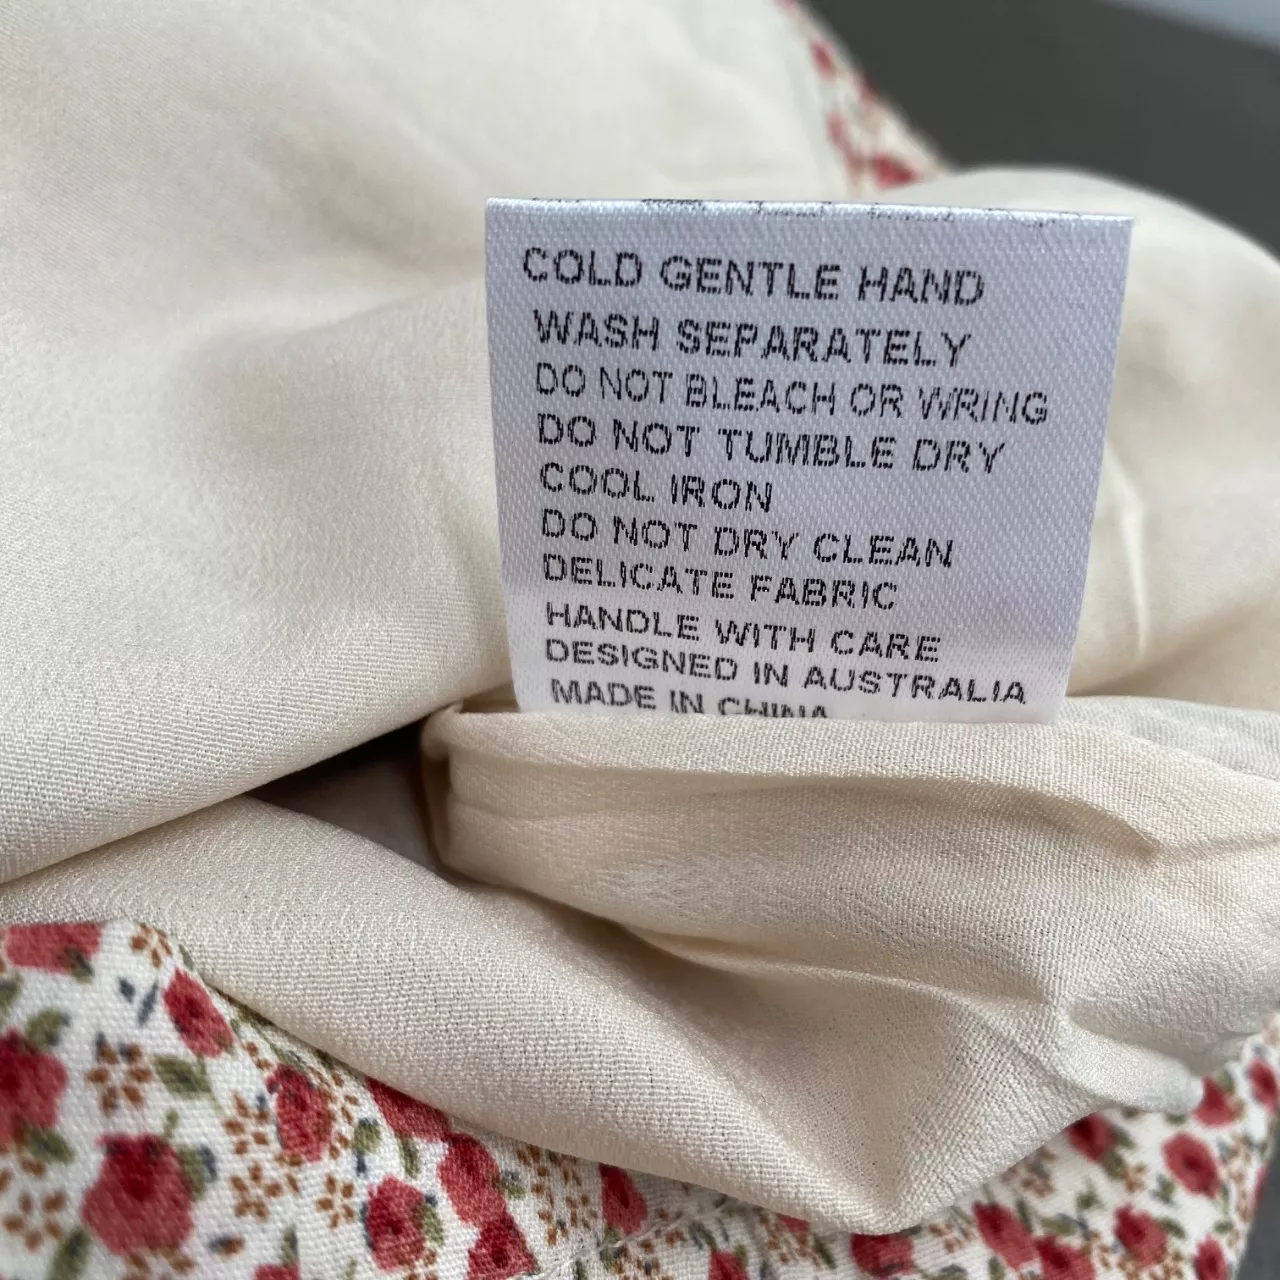 COLD GENTLE HAND
WASH SEPARATELY
DO NOT BLEACH OR WRING
DO NOT TUMBLE DRY
COOL IRON
DO NOT DRY CLEAN
DELICATE FABRIC
HANDLE WITH CARE
DESIGNED IN AUSTRALIA
MADE IN CHINA